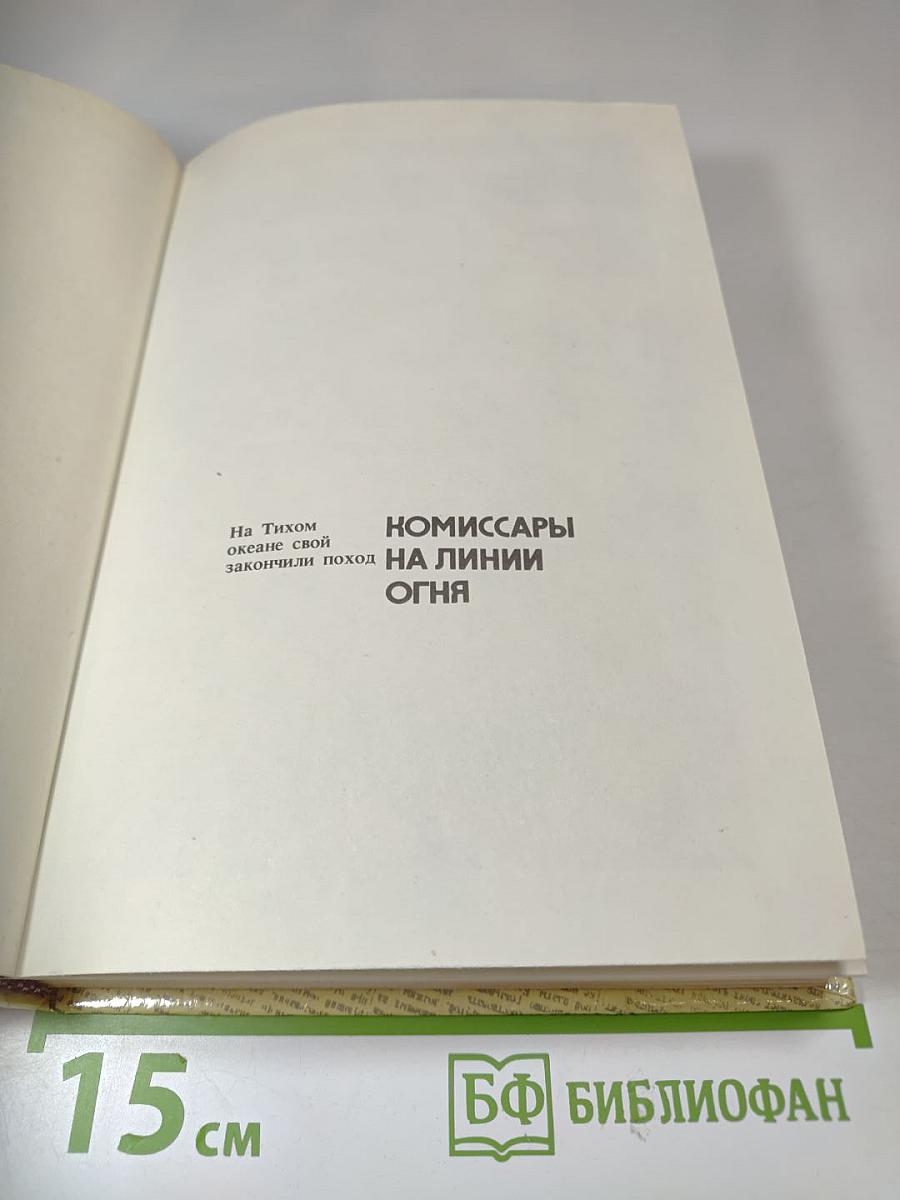 На Тихом
океане свой
закончили поход
КОМИССАРЫ
НА ЛИНИИ
ОГНЯ
15 см
БФ БИБЛИОФАН